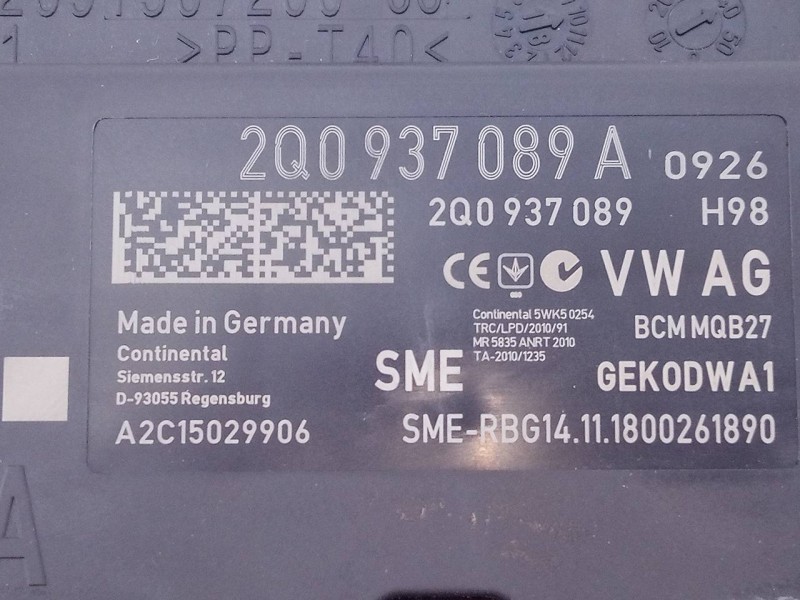 >PP-T40<
2Q0 937 089 A 0926
2Q0 937 089 H98
CE VW AG
Made in Germany
Continental
Siemensstr. 12
D-93055 Regensburg
A2C15029906
Continental 5WK5 0254
TRC/LPD/2010/91
MR 5835 ANRT 2010
TA-2010/1235
BCM MQB27
SME GEKODWA1
SME-RBG14.11.1800261890
A